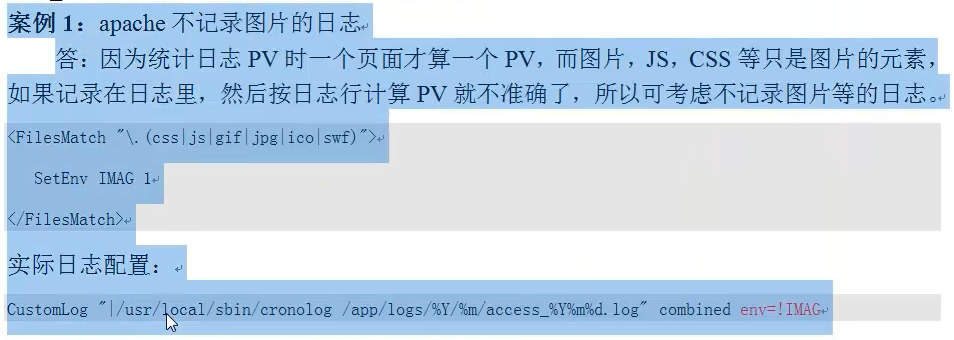 案例 1：apache 不记录图片的日志
答：因为统计日志 PV 时一个页面才算一个 PV，而图片，JS，CSS 等只是图片的元素，
如果记录在日志里，然后按日志行计算 PV 就不准确了，所以可考虑不记录图片等的日志。
<FilesMatch "\.(css|js|gif|jpg|ico|swf)">
SetEnv IMAG 1
</FilesMatch>
实际日志配置：
CustomLog "|/usr/local/sbin/cronolog /app/logs/%Y/%m/access_%Y%m%d.log" combined env=!IMAG